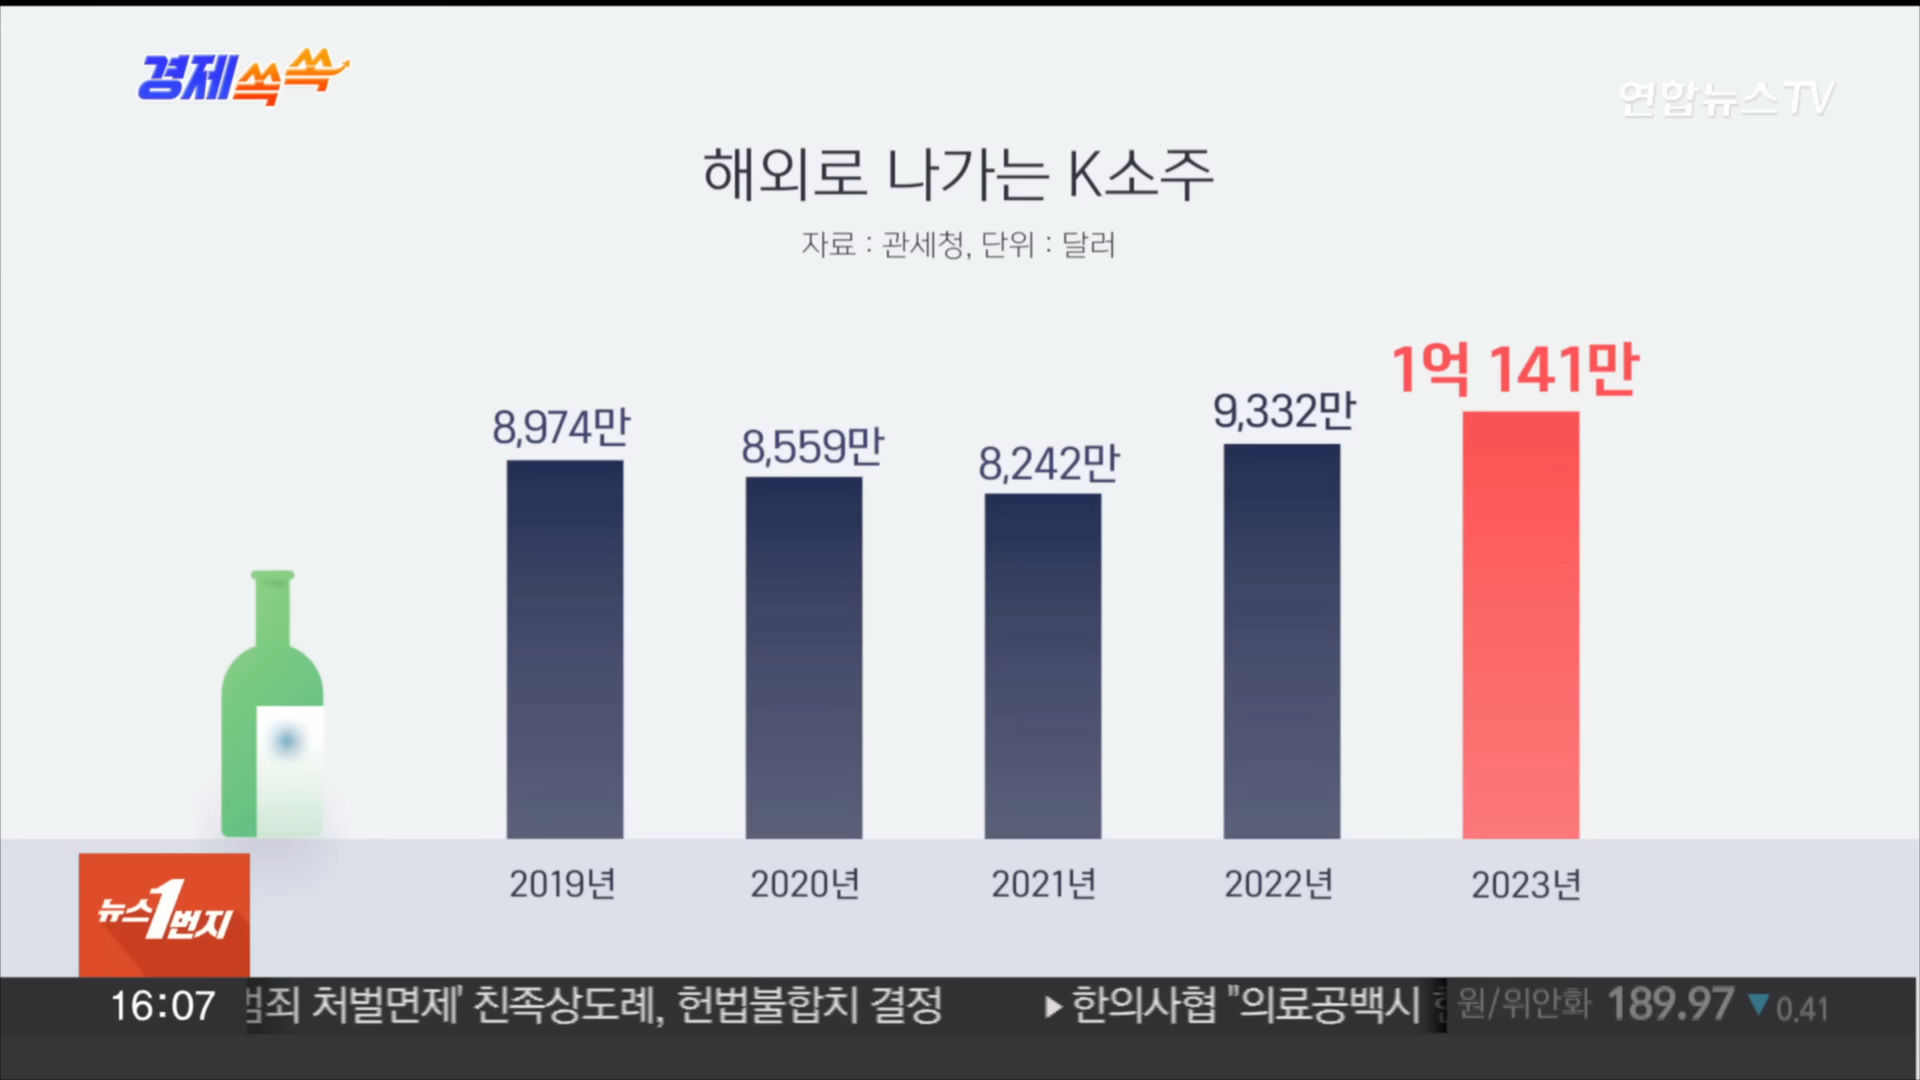 경제쏙쏙
연합뉴스TV
해외로 나가는 K소주
자료 : 관세청, 단위 : 달러
8,974만
8,559만
8,242만
9,332만
1억 141만
2019년
2020년
2021년
2022년
2023년
뉴스1번지
16:07
처벌면제' 친족상도례, 헌법불합치 결정
▶한의사협 "의료공백시
원/위안화 189.97 ▼0.41